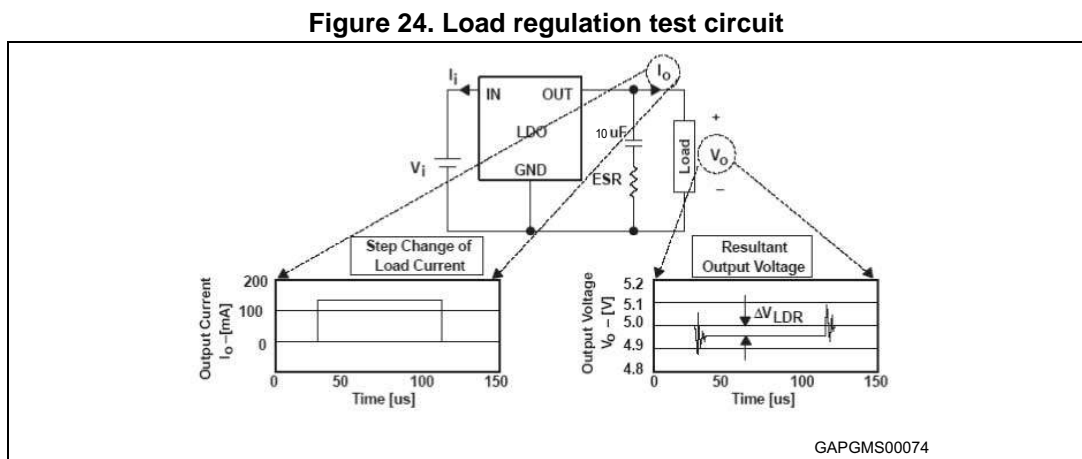 Figure 24. Load regulation test circuit
Ii
IN
OUT
Io
LDO
GND
Vi
10 uF
ESR
Load
+
Vo
–
Step Change of
Load Current
Output Current
Io–[mA]
200
100
0
0
50
100
150
Time [us]
Resultant
Output Voltage
Output Voltage
Vo – [V]
5.2
5.1
5.0
4.9
4.8
ΔVLDR
0
50
100
150
Time [us]
GAPGMS00074